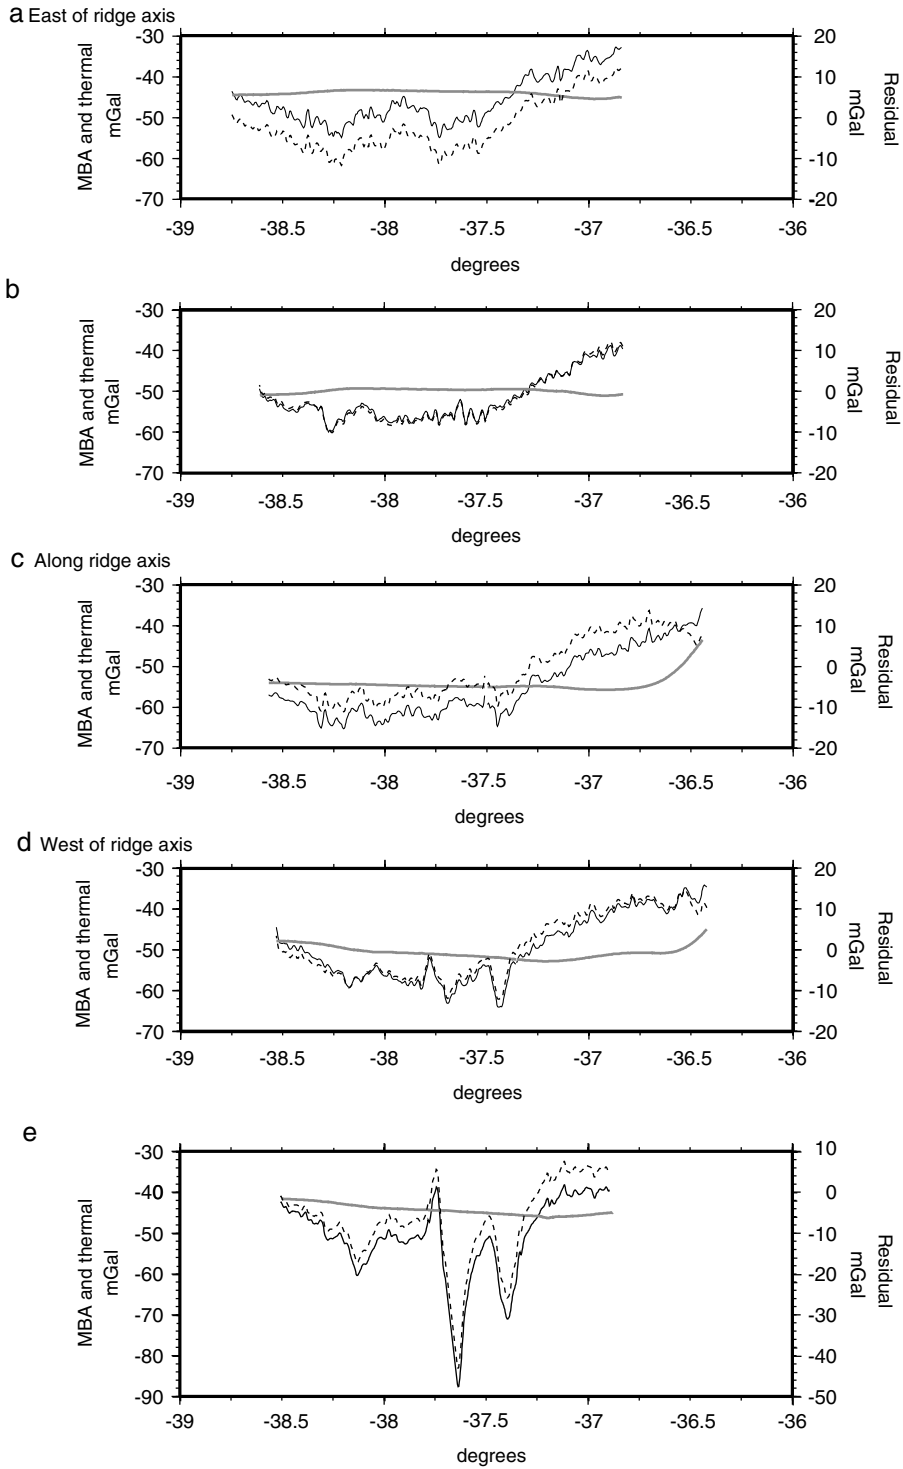 a East of ridge axis
-30
-40
-50
-60
-70
MBA and thermal
mGal
20
10
0
-10
-20
Residual
mGal
-39 -38.5 -38 -37.5 -37 -36.5 -36
degrees
b
-30
-40
-50
-60
-70
MBA and thermal
mGal
20
10
0
-10
-20
Residual
mGal
-39 -38.5 -38 -37.5 -37 -36.5 -36
degrees
c Along ridge axis
-30
-40
-50
-60
-70
MBA and thermal
mGal
20
10
0
-10
-20
Residual
mGal
-39 -38.5 -38 -37.5 -37 -36.5 -36
degrees
d West of ridge axis
-30
-40
-50
-60
-70
MBA and thermal
mGal
20
10
0
-10
-20
Residual
mGal
-39 -38.5 -38 -37.5 -37 -36.5 -36
degrees
e
-30
-40
-50
-60
-70
-80
-90
MBA and thermal
mGal
10
0
-10
-20
-30
-40
-50
Residual
mGal
-39 -38.5 -38 -37.5 -37 -36.5 -36
degrees